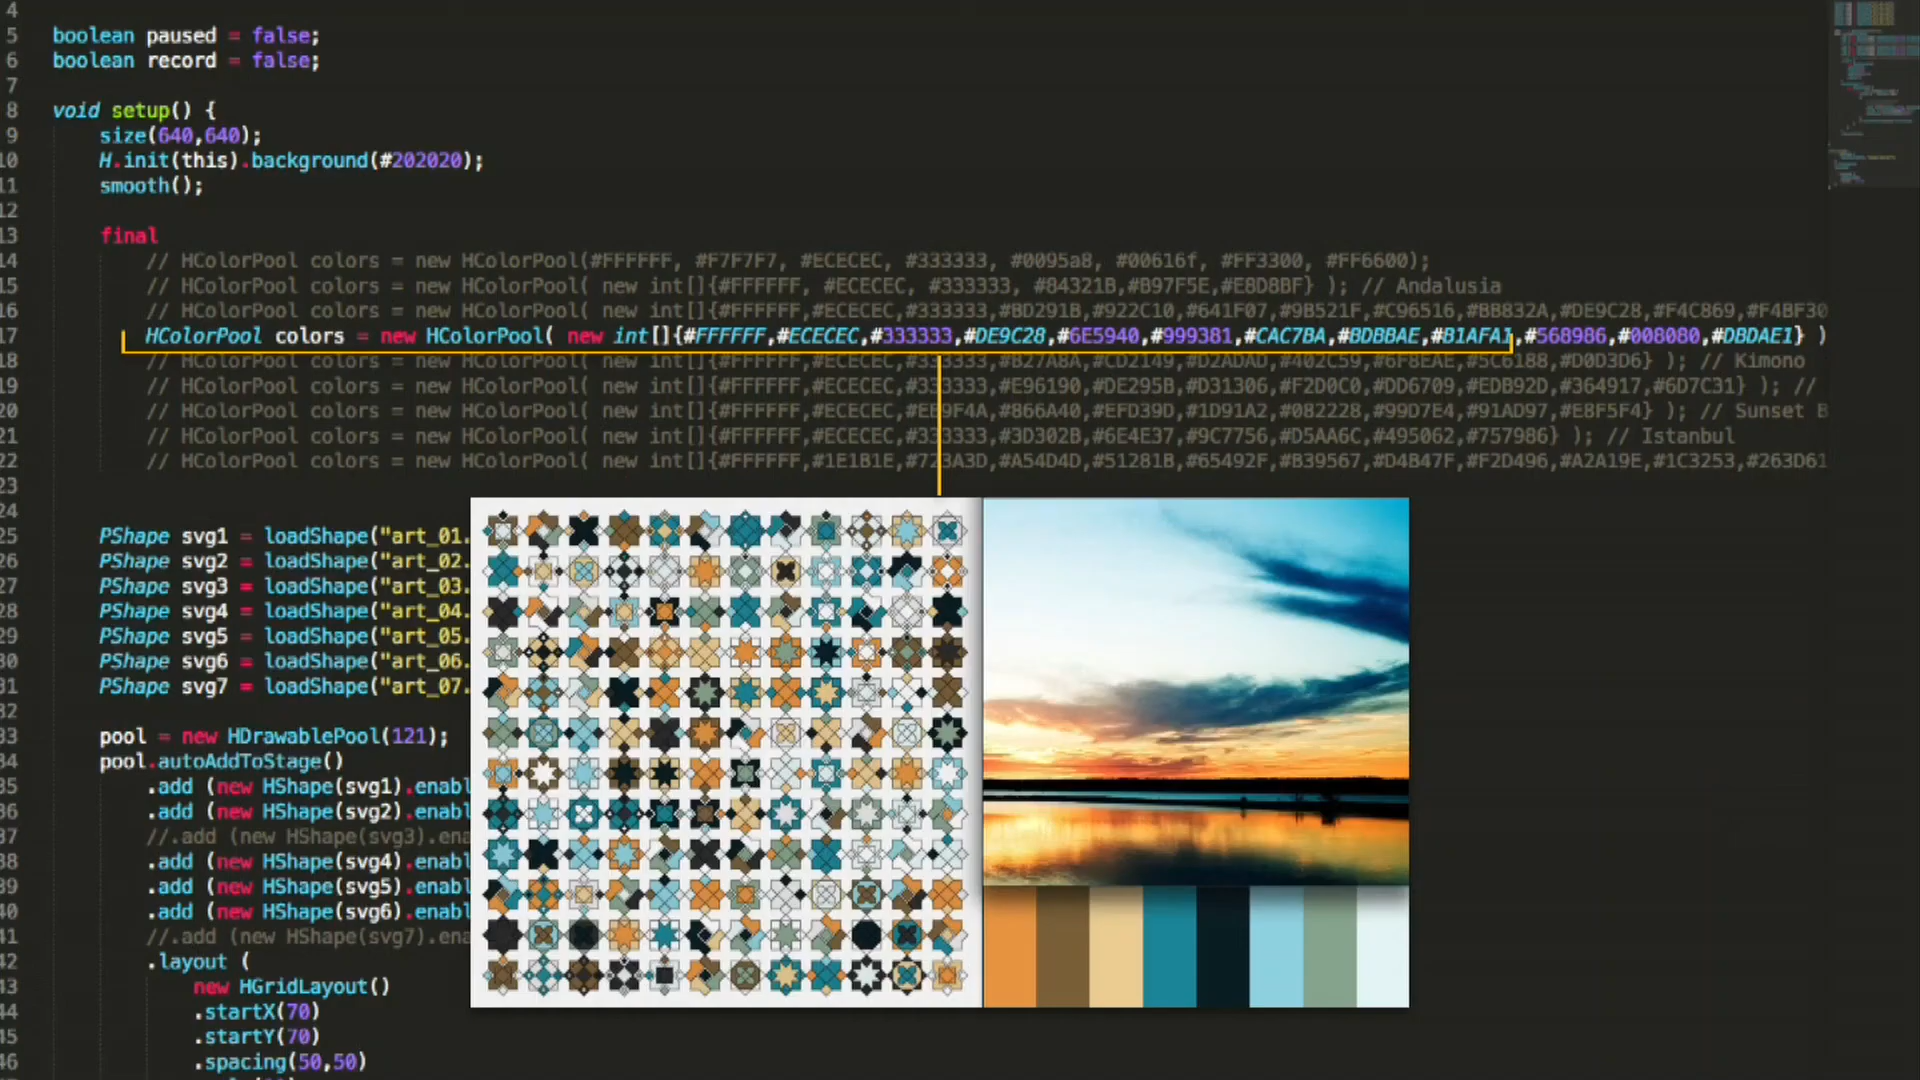 4
5 boolean paused = false;
6 boolean record = false;
7
8 void setup() {
9 size(640,640);
10 H.init(this).background(#202020);
11 smooth();
12
13 final
14 // HColorPool colors = new HColorPool(#FFFFFF, #F7F7F7, #ECECEC, #333333, #0095a8, #00616f, #FF3300, #FF6600);
15 // HColorPool colors = new HColorPool( new int[]{#FFFFFF, #ECECEC, #333333, #84321B,#B97F5E,#E8D8BF} ); // Andalusia
16 // HColorPool colors = new HColorPool( new int[]{#FFFFFF,#ECECEC,#333333,#BD291B,#922C10,#641F07,#9B521F,#C96516,#BB832A,#DE9C28,#F4C869,#F4BF30
17 HColorPool colors = new HColorPool( new int[]{#FFFFFF,#ECECEC,#333333,#DE9C28,#6E5940,#999381,#CAC7BA,#BDBBAE,#B1AFA1,#568986,#008080,#DBDAE1} )
18 // HColorPool colors = new HColorPool( new int[]{#FFFFFF,#ECECEC,#333333,#B27A8A,#CD2149,#D2ADAD,#402C59,#6F8EAE,#5C6188,#D0D3D6} ); // Kimono
19 // HColorPool colors = new HColorPool( new int[]{#FFFFFF,#ECECEC,#333333,#E96190,#DE295B,#D31306,#F2D0C0,#DD6709,#EDB92D,#364917,#6D7C31} ); //
20 // HColorPool colors = new HColorPool( new int[]{#FFFFFF,#ECECEC,#EB9F4A,#866A40,#EFD39D,#1D91A2,#082228,#99D7E4,#91AD97,#E8F5F4} ); // Sunset B
21 // HColorPool colors = new HColorPool( new int[]{#FFFFFF,#ECECEC,#333333,#3D302B,#6E4E37,#9C7756,#D5AA6C,#495062,#757986} ); // Istanbul
22 // HColorPool colors = new HColorPool( new int[]{#FFFFFF,#1E1B1E,#723A3D,#A54D4D,#51281B,#65492F,#B39567,#D4B47F,#F2D496,#A2A19E,#1C3253,#263D61
23
24
25 PShape svg1 = loadShape("art_01.
26 PShape svg2 = loadShape("art_02.
27 PShape svg3 = loadShape("art_03.
28 PShape svg4 = loadShape("art_04.
29 PShape svg5 = loadShape("art_05.
30 PShape svg6 = loadShape("art_06.
31 PShape svg7 = loadShape("art_07.
32
33 pool = new HDrawablePool(121);
34 pool.autoAddToStage()
35 .add (new HShape(svg1).enabl
36 .add (new HShape(svg2).enabl
37 //.add (new HShape(svg3).ena
38 .add (new HShape(svg4).enabl
39 .add (new HShape(svg5).enabl
40 .add (new HShape(svg6).enabl
41 //.add (new HShape(svg7).ena
42 .layout (
43 new HGridLayout()
44 .startX(70)
45 .startY(70)
46 .spacing(50,50)